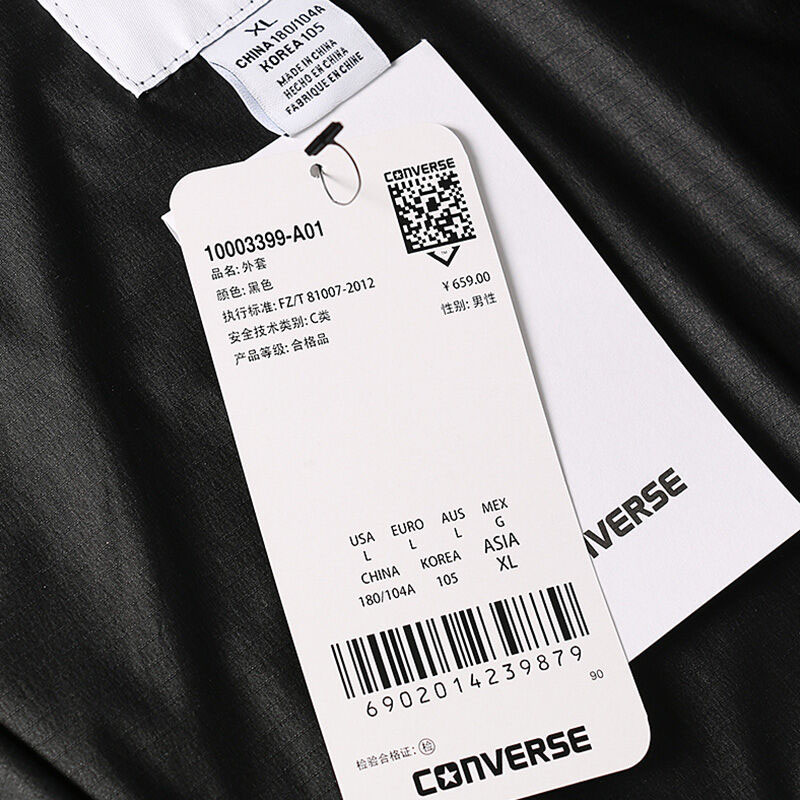 XL
CHINA 180/104A
KOREA 105
MADE IN CHINA
HECHO EN CHINA
FABRIQUE EN CHINE
CONVERSE
10003399-A01
品名: 外套
颜色: 黑色
执行标准: FZ/T 81007-2012
安全技术类别: C类
产品等级: 合格品
¥ 659.00
性别: 男性
USA EURO AUS MEX
L L L G
CHINA KOREA ASIA
180/104A 105 XL
6902014239879
90
检验合格证: 检
CONVERSE
NVERSE